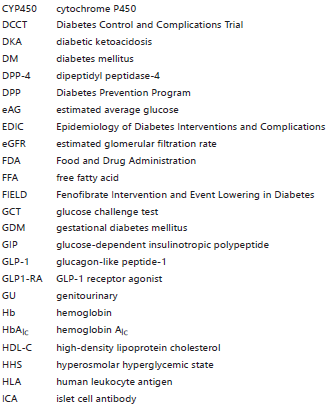 CYP450 cytochrome P450
DCCT Diabetes Control and Complications Trial
DKA diabetic ketoacidosis
DM diabetes mellitus
DPP-4 dipeptidyl peptidase-4
DPP Diabetes Prevention Program
eAG estimated average glucose
EDIC Epidemiology of Diabetes Interventions and Complications
eGFR estimated glomerular filtration rate
FDA Food and Drug Administration
FFA free fatty acid
FIELD Fenofibrate Intervention and Event Lowering in Diabetes
GCT glucose challenge test
GDM gestational diabetes mellitus
GIP glucose-dependent insulinotropic polypeptide
GLP-1 glucagon-like peptide-1
GLP1-RA GLP-1 receptor agonist
GU genitourinary
Hb hemoglobin
HbA1c hemoglobin A1c
HDL-C high-density lipoprotein cholesterol
HHS hyperosmolar hyperglycemic state
HLA human leukocyte antigen
ICA islet cell antibody